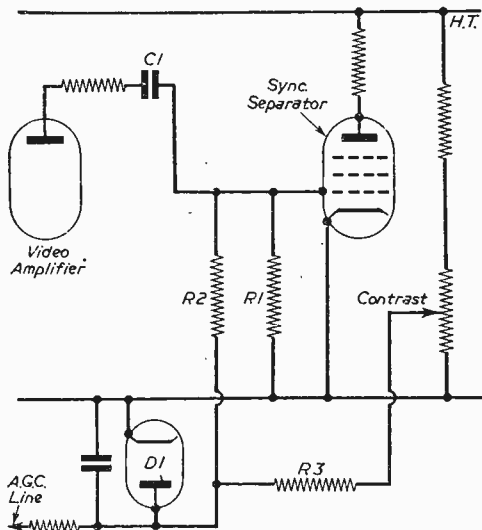 H.T.
C1
Sync.
Separator
Video
Amplifier
R2
R1
Contrast
A.G.C.
Line
D1
R3